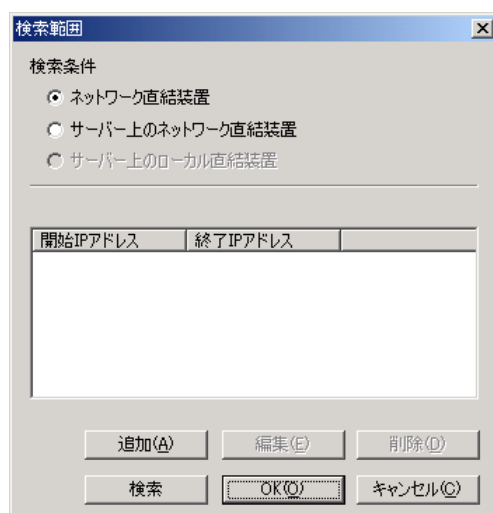 検索範囲
検索条件
ネットワーク直結装置
サーバー上のネットワーク直結装置
サーバー上のローカル直結装置
開始IPアドレス 終了IPアドレス
追加(A) 編集(E) 削除(D)
検索 OK(O) キャンセル(C)